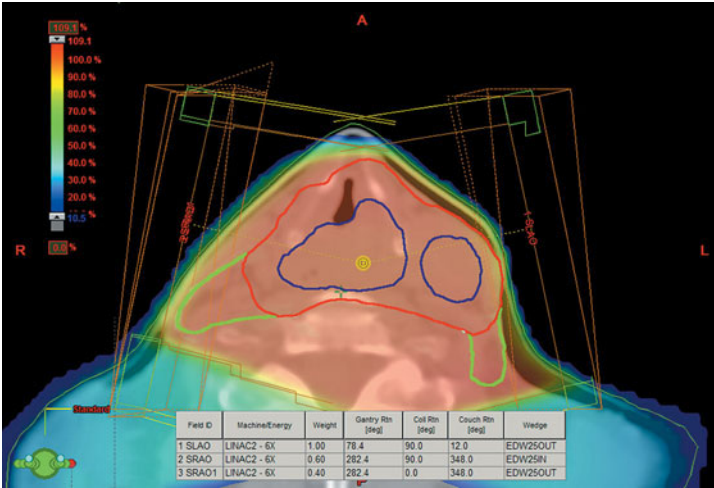 A
109.1 %
109.1
100.0 %
90.0 %
80.0 %
70.0 %
60.0 %
50.0 %
40.0 %
30.0 %
20.0 %
%
10.5
0.0 %
R
L
1 SLAO
Standard
Field ID Machine/Energy Weight Gantry Rtn [deg] Coll Rtn [deg] Couch Rtn [deg] Wedge
1 SLAO LINAC2 - 6X 1.00 78.4 90.0 12.0 EDW25OUT
2 SRAO LINAC2 - 6X 0.60 282.4 90.0 348.0 EDW25IN
3 SRAO1 LINAC2 - 6X 0.40 282.4 0.0 348.0 EDW25OUT